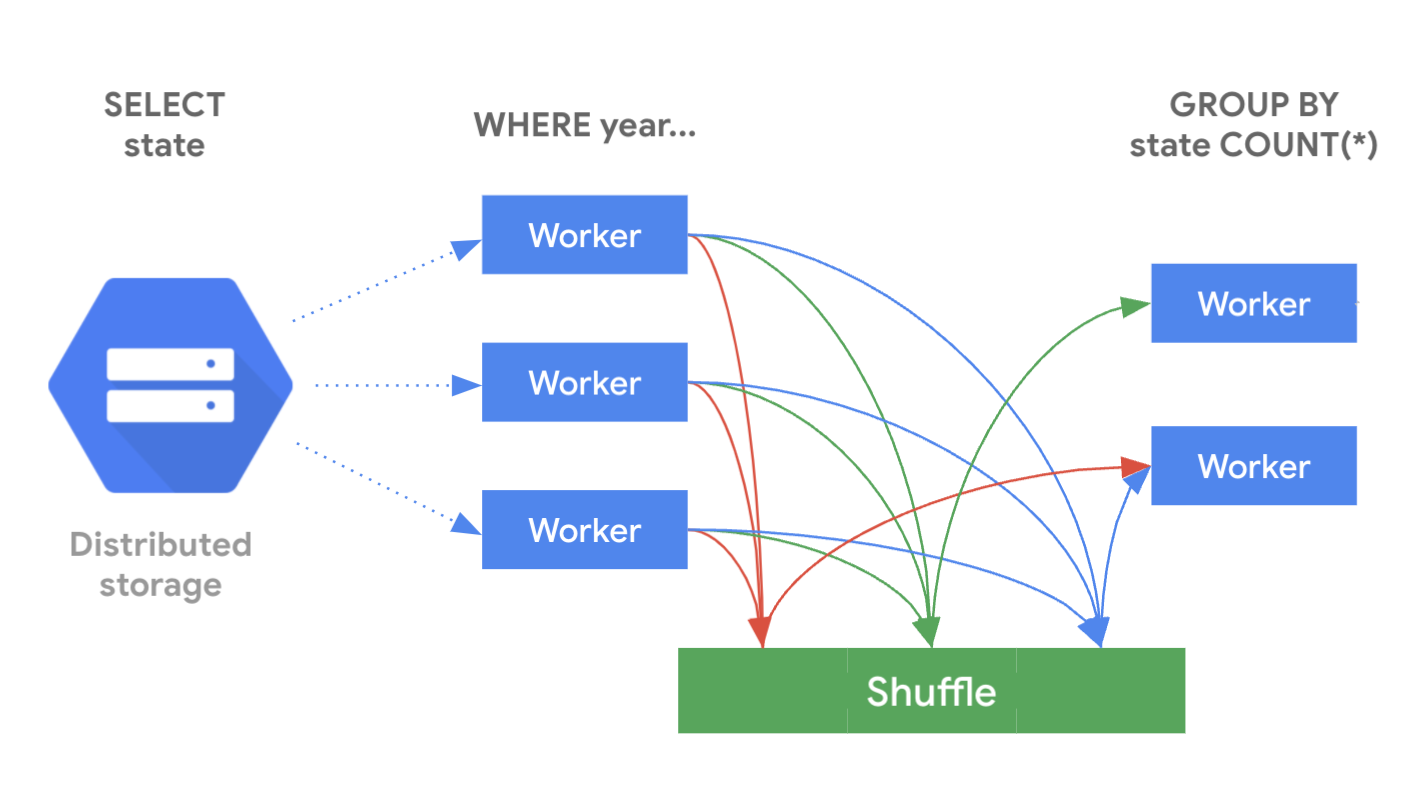 SELECT
state
WHERE year...
GROUP BY
state COUNT(*)
Worker
Worker
Worker
Worker
Worker
Distributed
storage
Shuffle